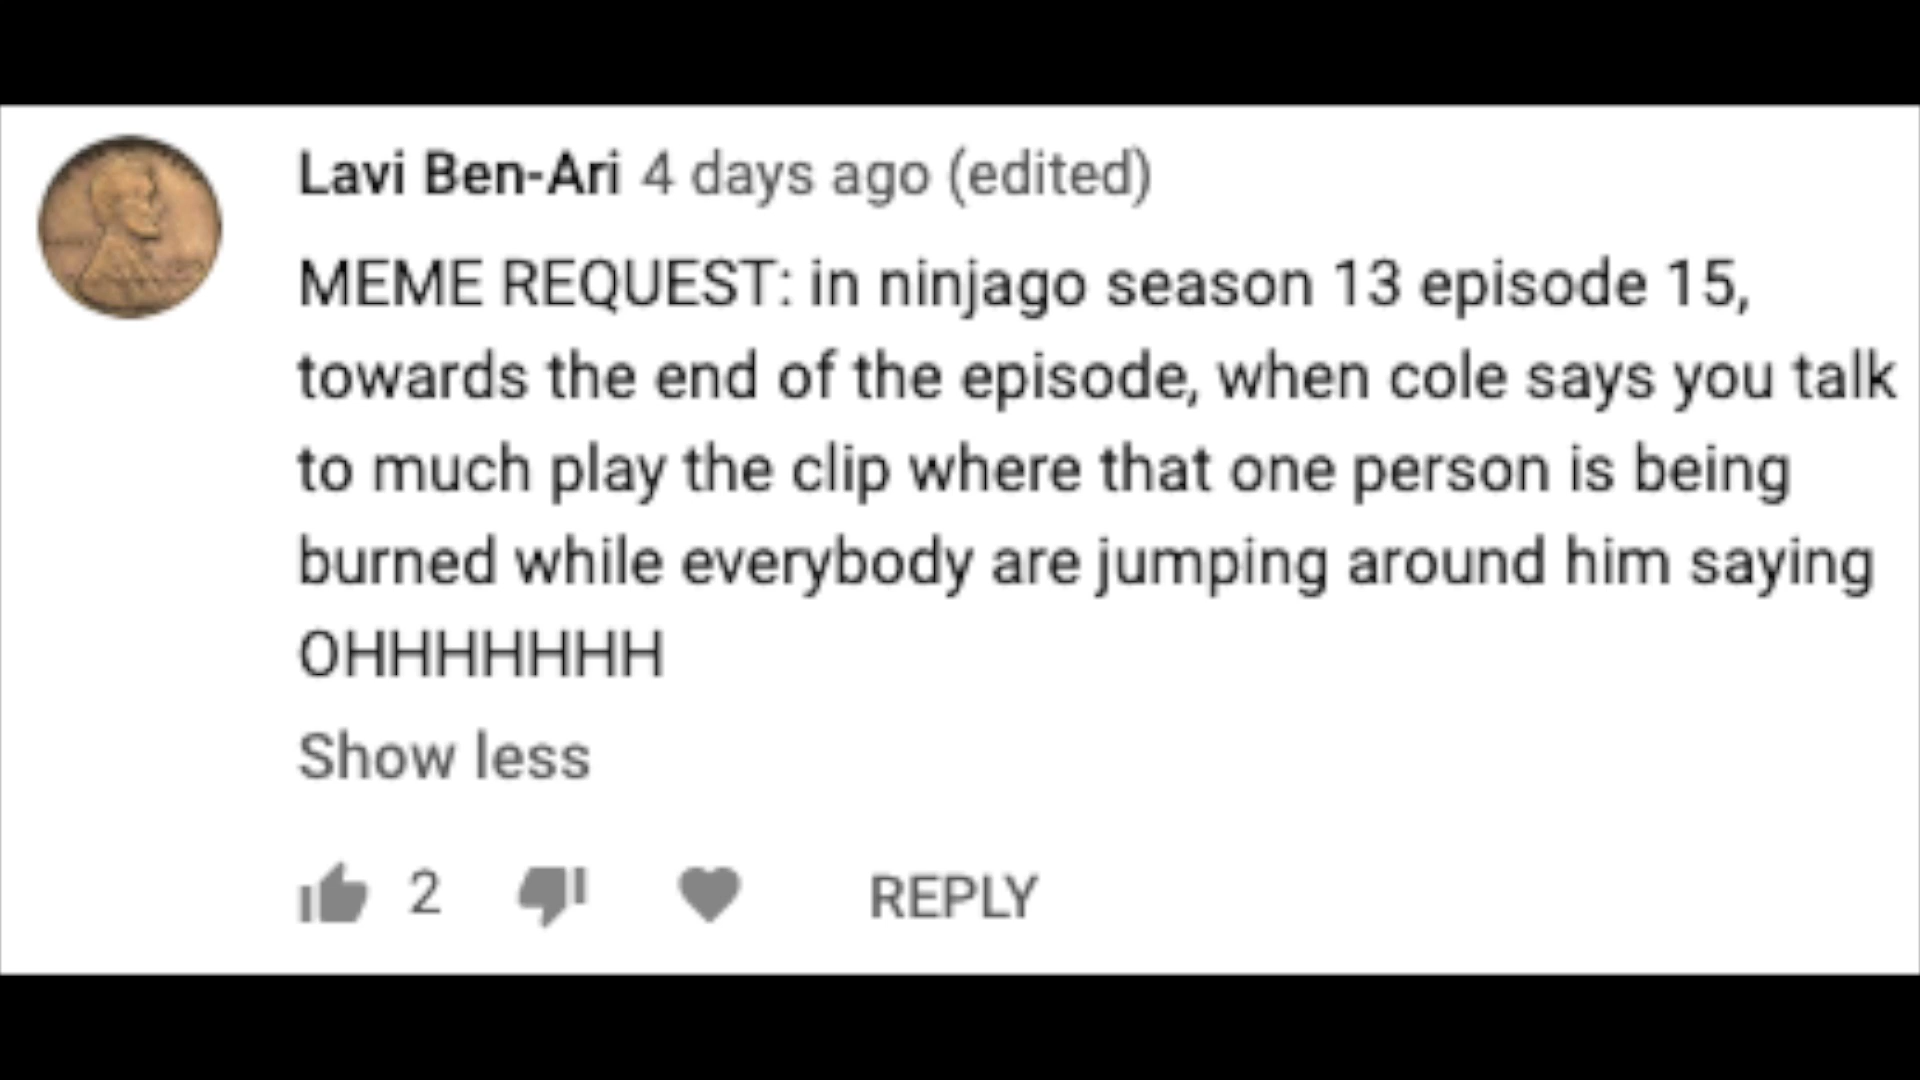 Lavi Ben-Ari 4 days ago (edited)
MEME REQUEST: in ninjago season 13 episode 15,
towards the end of the episode, when cole says you talk
to much play the clip where that one person is being
burned while everybody are jumping around him saying
OHHHHHHH
Show less
2 REPLY